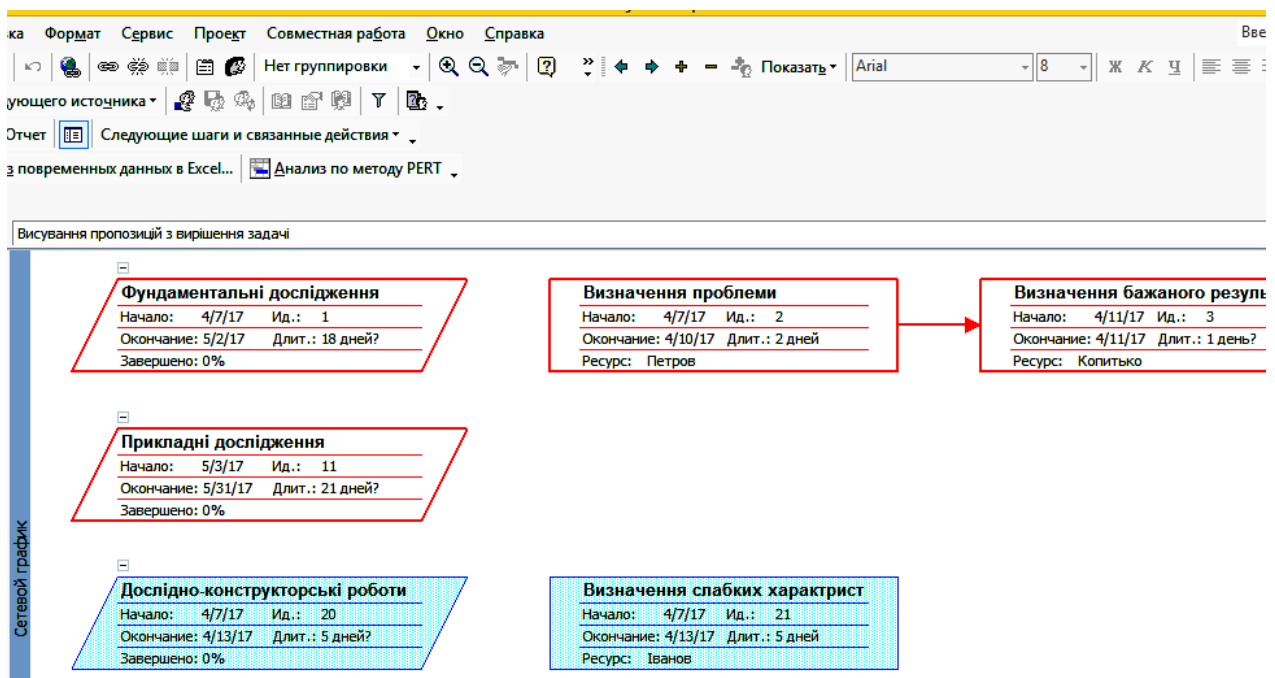 ка Формат Сервис Проект Совместная работа Окно Справка Вве
Нет группировки Показать Arial 8 Ж К Ч
ующего источника
Отчет Следующие шаги и связанные действия
з повременных данных в Excel... Анализ по методу PERT
Висування пропозицій з вирішення задачі
Фундаментальні дослідження
Начало: 4/7/17 Ид.: 1
Окончание: 5/2/17 Длит.: 18 дней?
Завершено: 0%
Визначення проблеми
Начало: 4/7/17 Ид.: 2
Окончание: 4/10/17 Длит.: 2 дней
Ресурс: Петров
Визначення бажаного резуль
Начало: 4/11/17 Ид.: 3
Окончание: 4/11/17 Длит.: 1 день?
Ресурс: Копитько
Прикладні дослідження
Начало: 5/3/17 Ид.: 11
Окончание: 5/31/17 Длит.: 21 дней?
Завершено: 0%
Дослідно-конструкторські роботи
Начало: 4/7/17 Ид.: 20
Окончание: 4/13/17 Длит.: 5 дней?
Завершено: 0%
Визначення слабких характрист
Начало: 4/7/17 Ид.: 21
Окончание: 4/13/17 Длит.: 5 дней
Ресурс: Іванов
Сетевой график